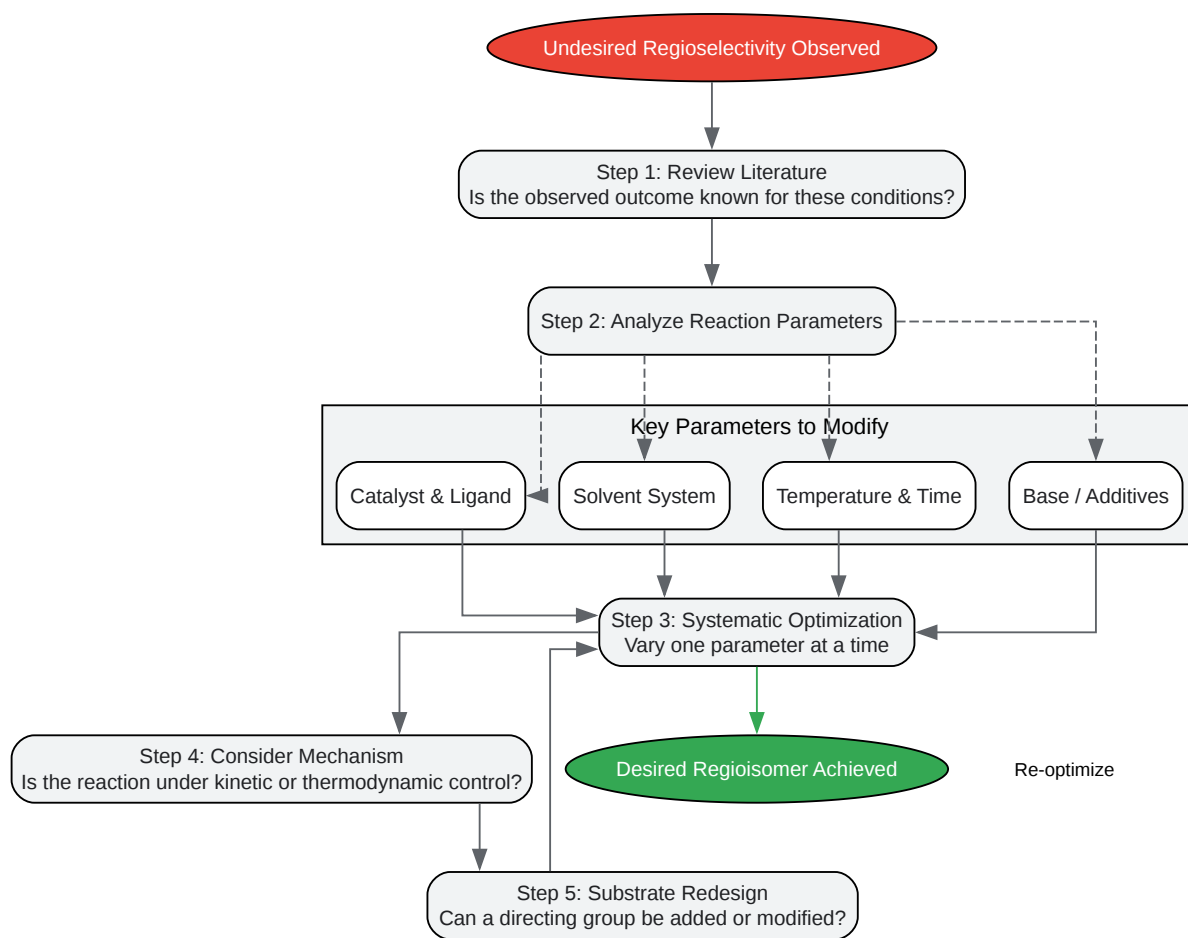 Undesired Regioselectivity Observed
Step 1: Review Literature
Is the observed outcome known for these conditions?
Step 2: Analyze Reaction Parameters
Key Parameters to Modify
Catalyst & Ligand
Solvent System
Temperature & Time
Base / Additives
Step 3: Systematic Optimization
Vary one parameter at a time
Step 4: Consider Mechanism
Is the reaction under kinetic or thermodynamic control?
Desired Regioisomer Achieved
Re-optimize
Step 5: Substrate Redesign
Can a directing group be added or modified?